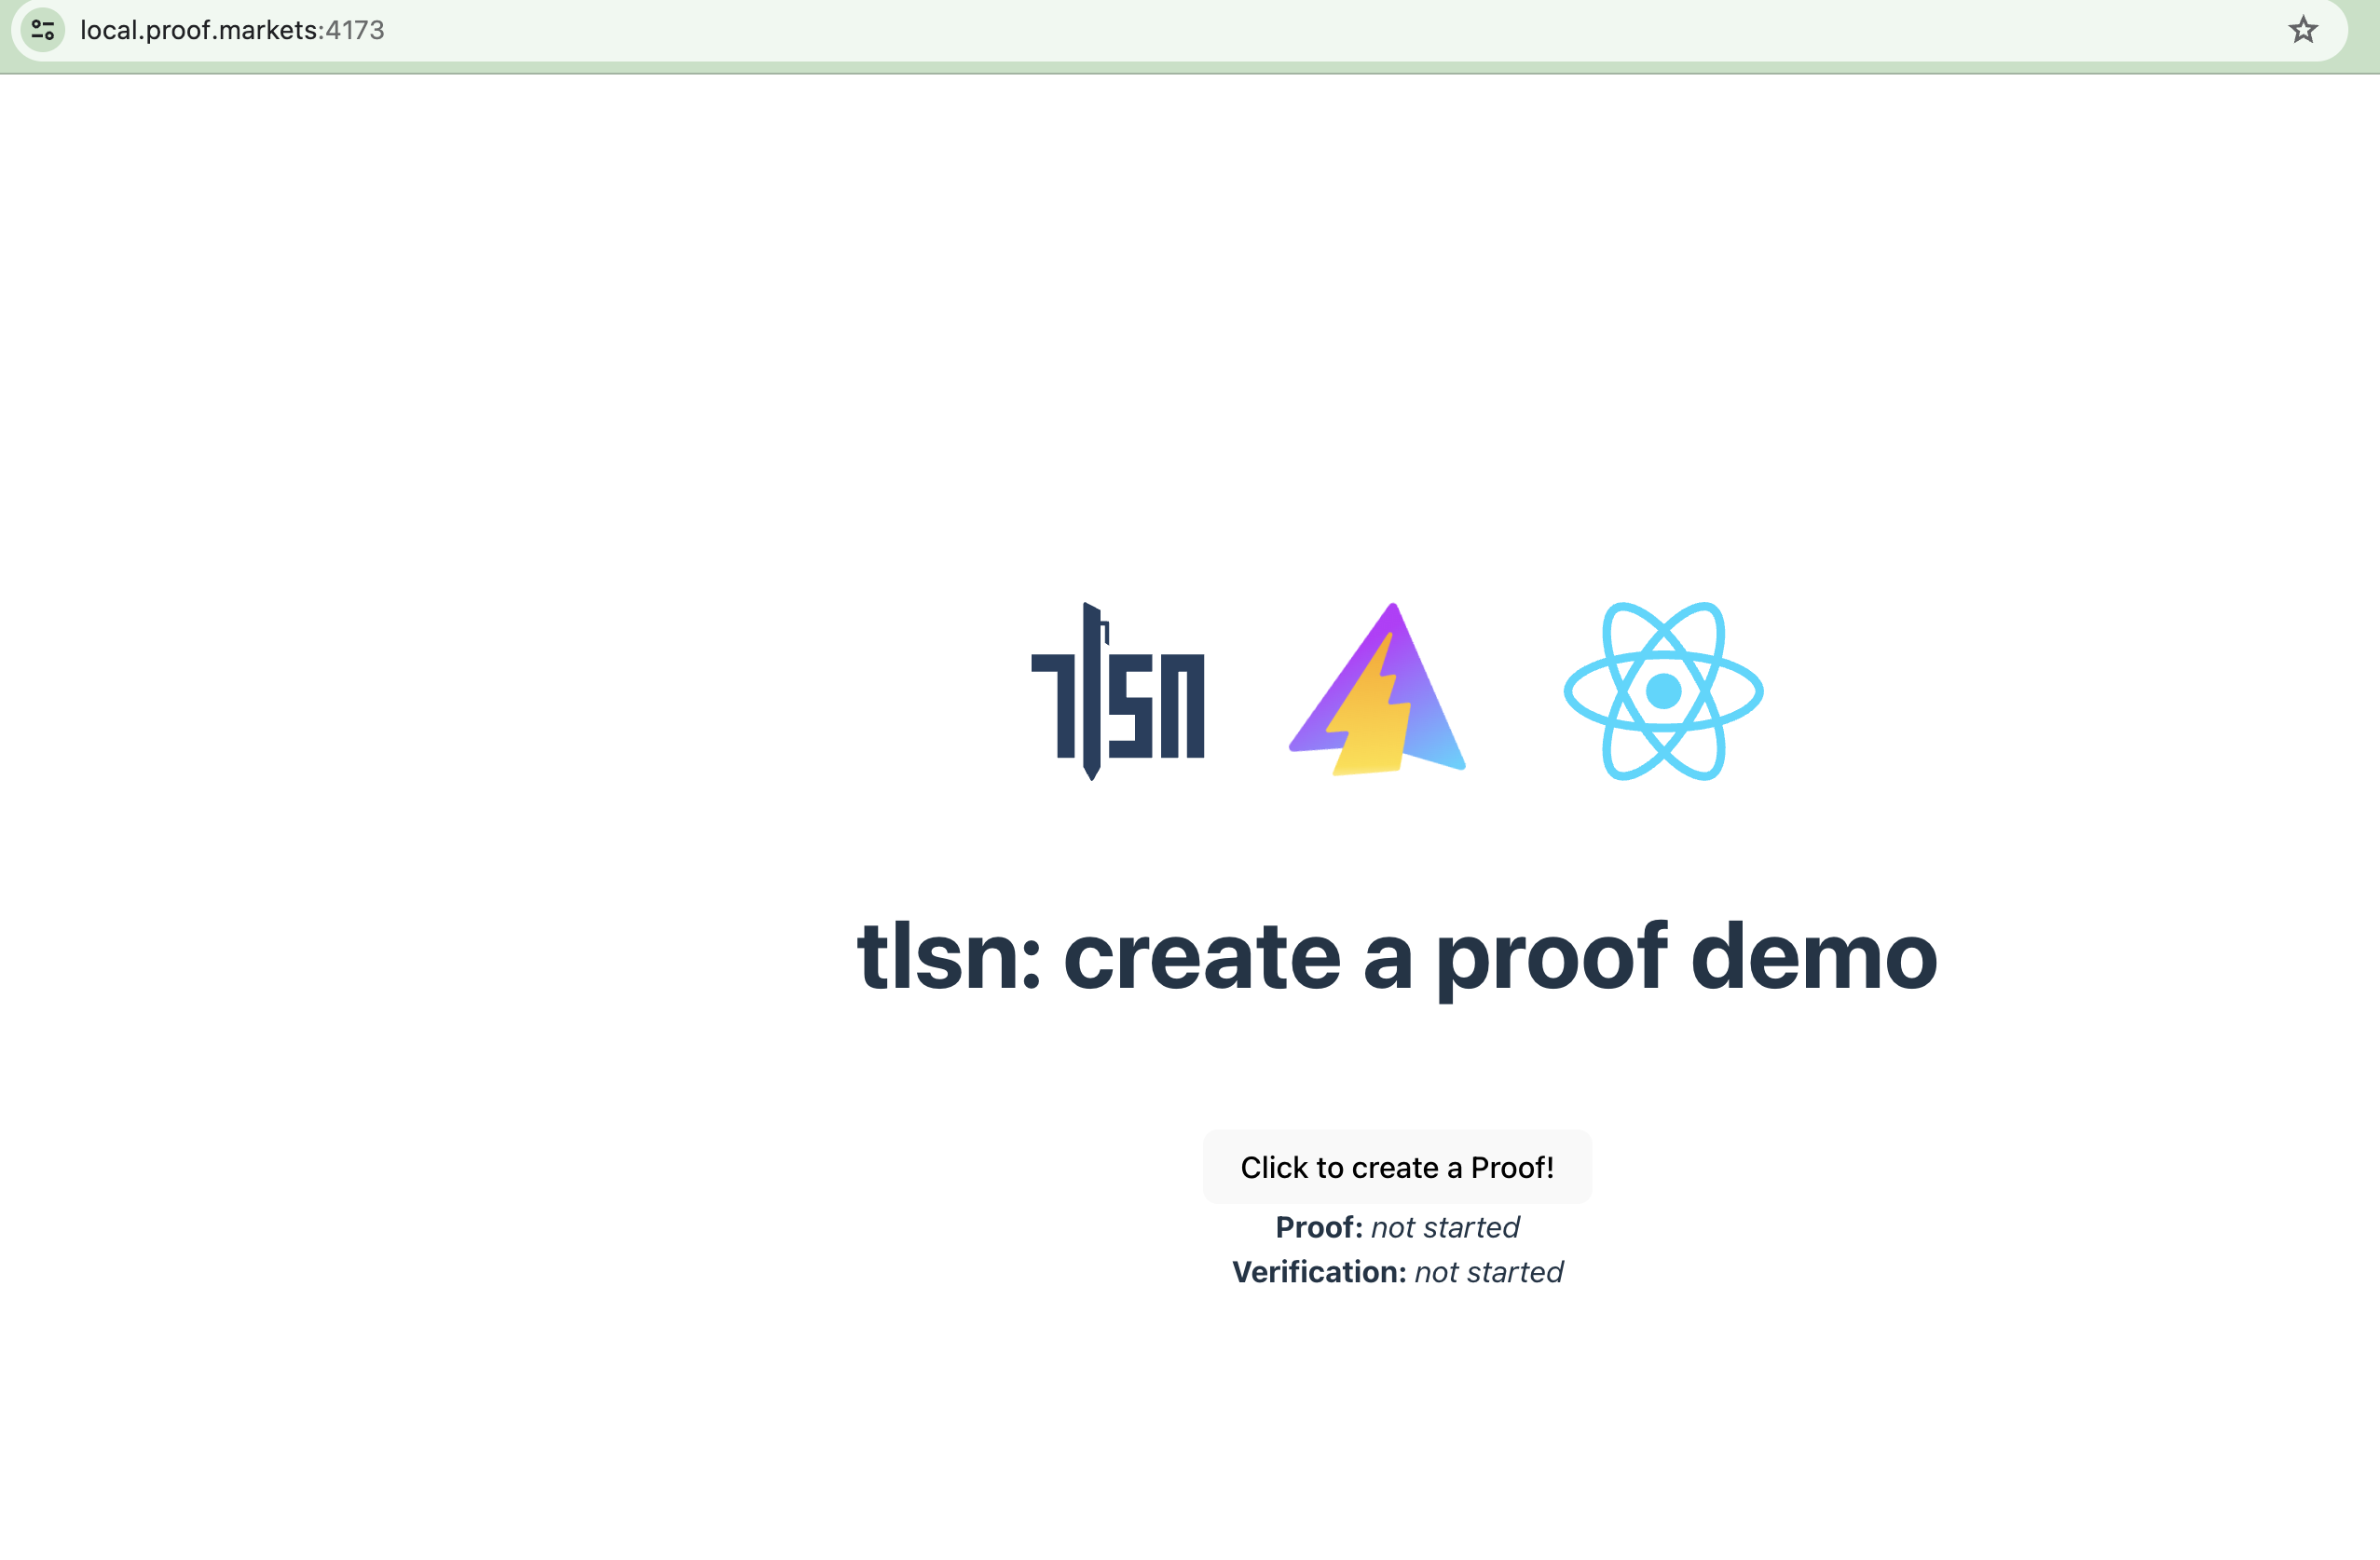 local.proof.markets:4173
tlsn
tlsn: create a proof demo
Click to create a Proof!
Proof: not started
Verification: not started